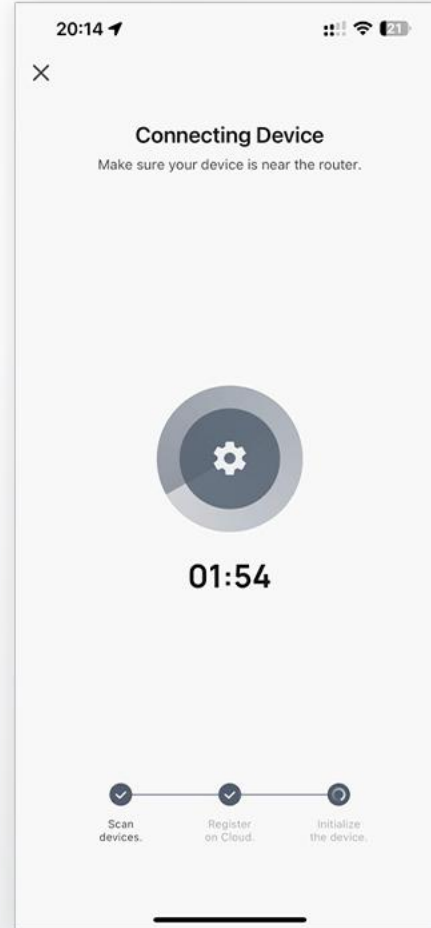 20:14
21
Connecting Device
Make sure your device is near the router.
01:54
Scan
devices.
Register
on Cloud.
Initialize
the device.